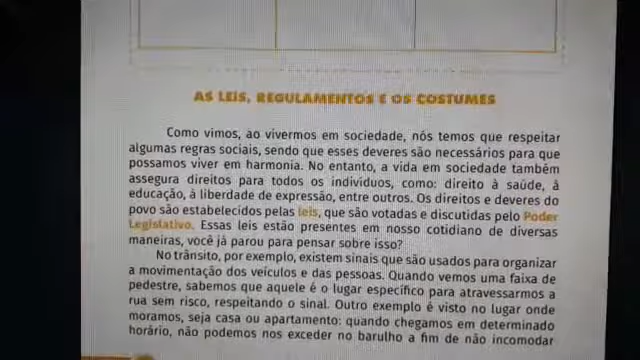 AS LEIS, REGULAMENTOS E OS COSTUMES
Como vimos, ao vivermos em sociedade, nós temos que respeitar
algumas regras sociais, sendo que esses deveres são necessários para que
possamos viver em harmonia. No entanto, a vida em sociedade também
assegura direitos para todos os indivíduos, como: direito à saúde, à
educação, à liberdade de expressão, entre outros. Os direitos e deveres do
povo são estabelecidos pelas leis, que são votadas e discutidas pelo Poder
Legislativo. Essas leis estão presentes em nosso cotidiano de diversas
maneiras, você já parou para pensar sobre isso?
No trânsito, por exemplo, existem sinais que são usados para organizar
a movimentação dos veículos e das pessoas. Quando vemos uma faixa de
pedestre, sabemos que aquele é o lugar específico para atravessarmos a
rua sem risco, respeitando o sinal. Outro exemplo é visto no lugar onde
moramos, seja casa ou apartamento: quando chegamos em determinado
horário, não podemos nos exceder no barulho a fim de não incomodar